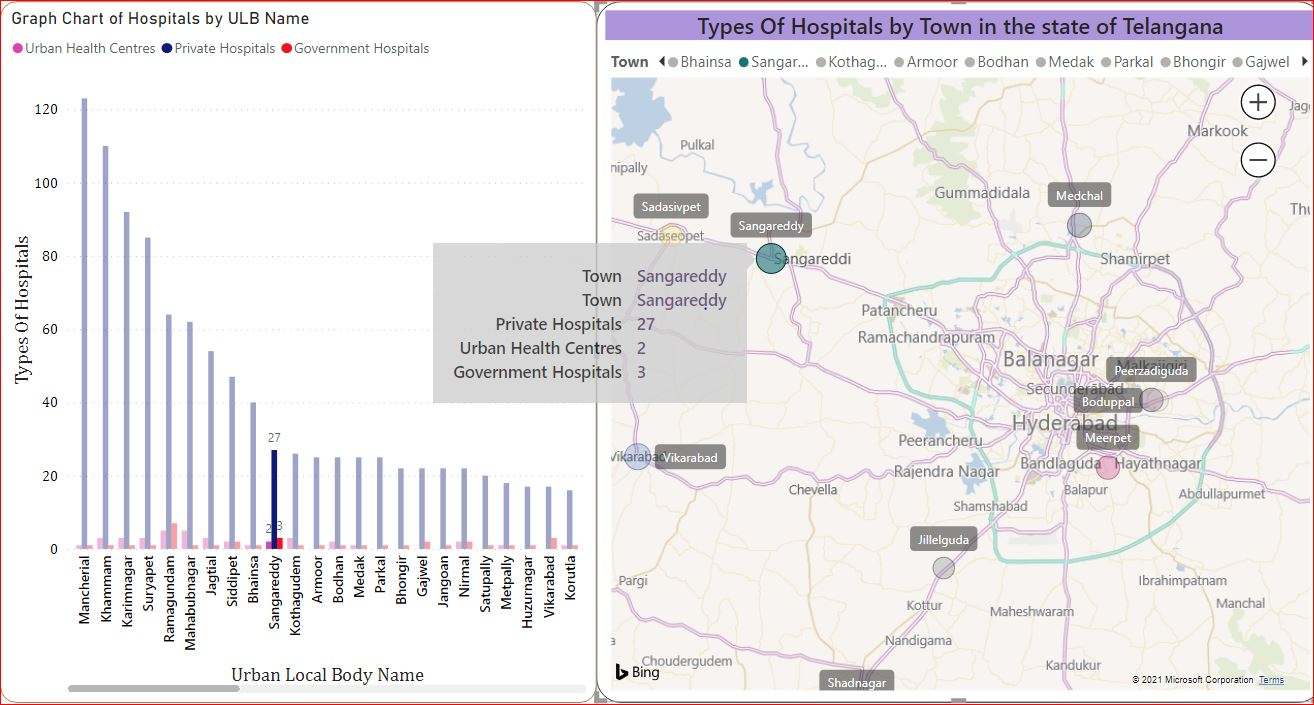 Graph Chart of Hospitals by ULB Name
Urban Health Centres Private Hospitals Government Hospitals
Types Of Hospitals
120
100
80
60
40
20
0
27
2 3
Mancherial
Khammam
Karimnagar
Suryapet
Ramagundam
Mahabubnagar
Jagtial
Siddipet
Bhainsa
Sangareddy
Kothagudem
Armoor
Bodhan
Medak
Parkal
Bhongir
Gajwel
Jangoan
Nirmal
Satupally
Metpally
Huzurnagar
Vikarabad
Korutla
Urban Local Body Name
Types Of Hospitals by Town in the state of Telangana
Town Bhainsa Sangar... Kothag... Armoor Bodhan Medak Parkal Bhongir Gajwel
Town Sangareddy
Town Sangareddy
Private Hospitals 27
Urban Health Centres 2
Government Hospitals 3
Markook
Pulkal
Gummadidala
Medchal
Sadasivpet
Sadaseopet
Sangareddy
Sangareddi
Shamirpet
Patancheru
Ramachandrapuram
Balanagar
Malkajgiri
Peerzadiguda
Secunderabad
Boduppal
Hyderabad
Meerpet
Peerancheru
Vikarabad
Vikarabad
Rajendra Nagar
Bandlaguda
Hayathnagar
Chevella
Balapur
Abdullapurmet
Shamshabad
Jillelguda
Pargi
Ibrahimpatnam
Kottur
Maheshwaram
Manchal
Nandigama
Choudergudem
Kandukur
Shadnagar
Bing
© 2021 Microsoft Corporation Terms